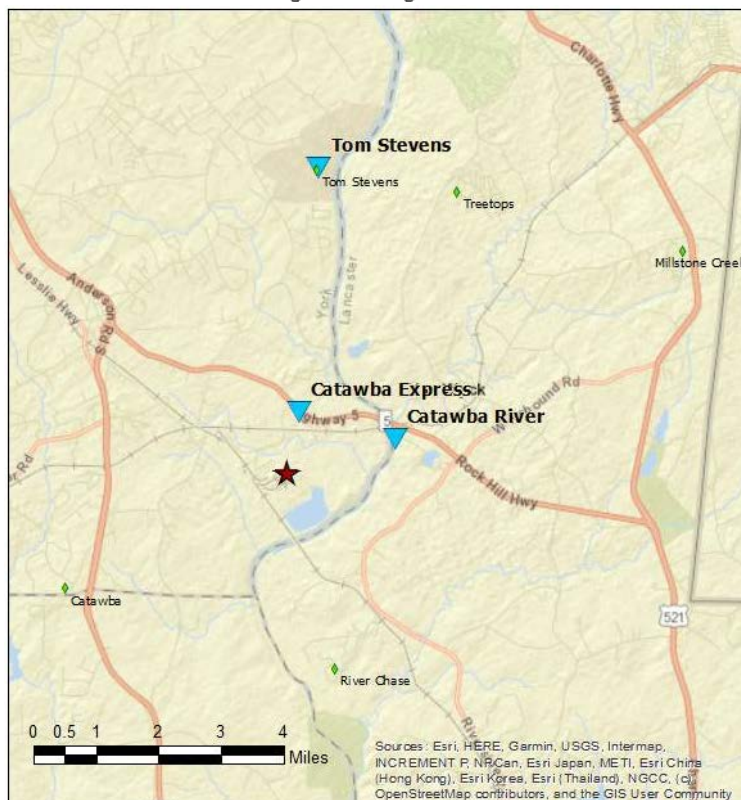 Charlotte Hwy
Tom Stevens
Tom Stevens
Treetops
Millstone Creek
Lesslie Hwy
Anderson Rd S
York
Lancaster
Catawba Express
Highway 5
5
Catawba River
Rd
Rock Hill Hwy
Catawba
521
River Chase
0 0.5 1 2 3 4
Miles
Sources: Esri, HERE, Garmin, USGS, Intermap,
INCREMENT P, NRCan, Esri Japan, METI, Esri China
(Hong Kong), Esri Korea, Esri (Thailand), NGCC, (c)
OpenStreetMap contributors, and the GIS User Community